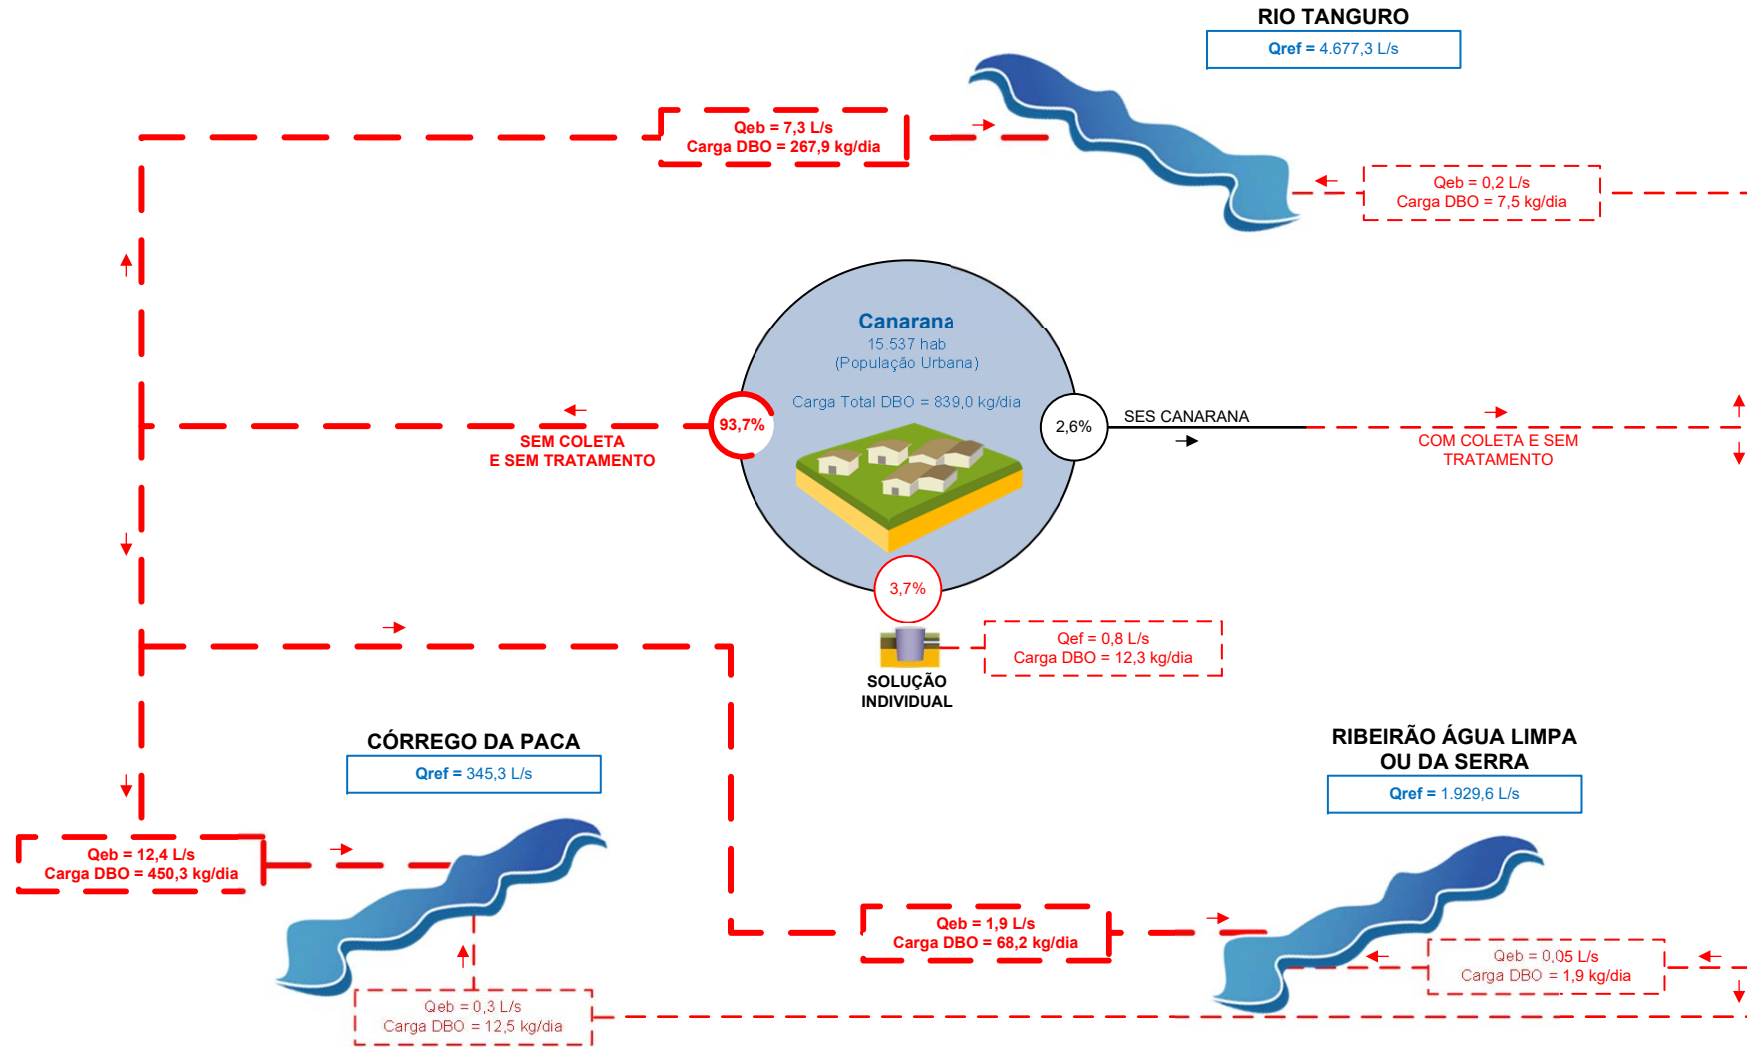 RIO TANGURO
Qref = 4.677,3 L/s
Qeb = 7,3 L/s
Carga DBO = 267,9 kg/dia
Qeb = 0,2 L/s
Carga DBO = 7,5 kg/dia
Canarana
15.537 hab
(População Urbana)
Carga Total DBO = 839,0 kg/dia
93,7%
SEM COLETA
E SEM TRATAMENTO
2,6%
SES CANARANA
COM COLETA E SEM
TRATAMENTO
3,7%
Qef = 0,8 L/s
Carga DBO = 12,3 kg/dia
SOLUÇÃO
INDIVIDUAL
CÓRREGO DA PACA
Qref = 345,3 L/s
RIBEIRÃO ÁGUA LIMPA
OU DA SERRA
Qref = 1.929,6 L/s
Qeb = 12,4 L/s
Carga DBO = 450,3 kg/dia
Qeb = 1,9 L/s
Carga DBO = 68,2 kg/dia
Qeb = 0,05 L/s
Carga DBO = 1,9 kg/dia
Qeb = 0,3 L/s
Carga DBO = 12,5 kg/dia